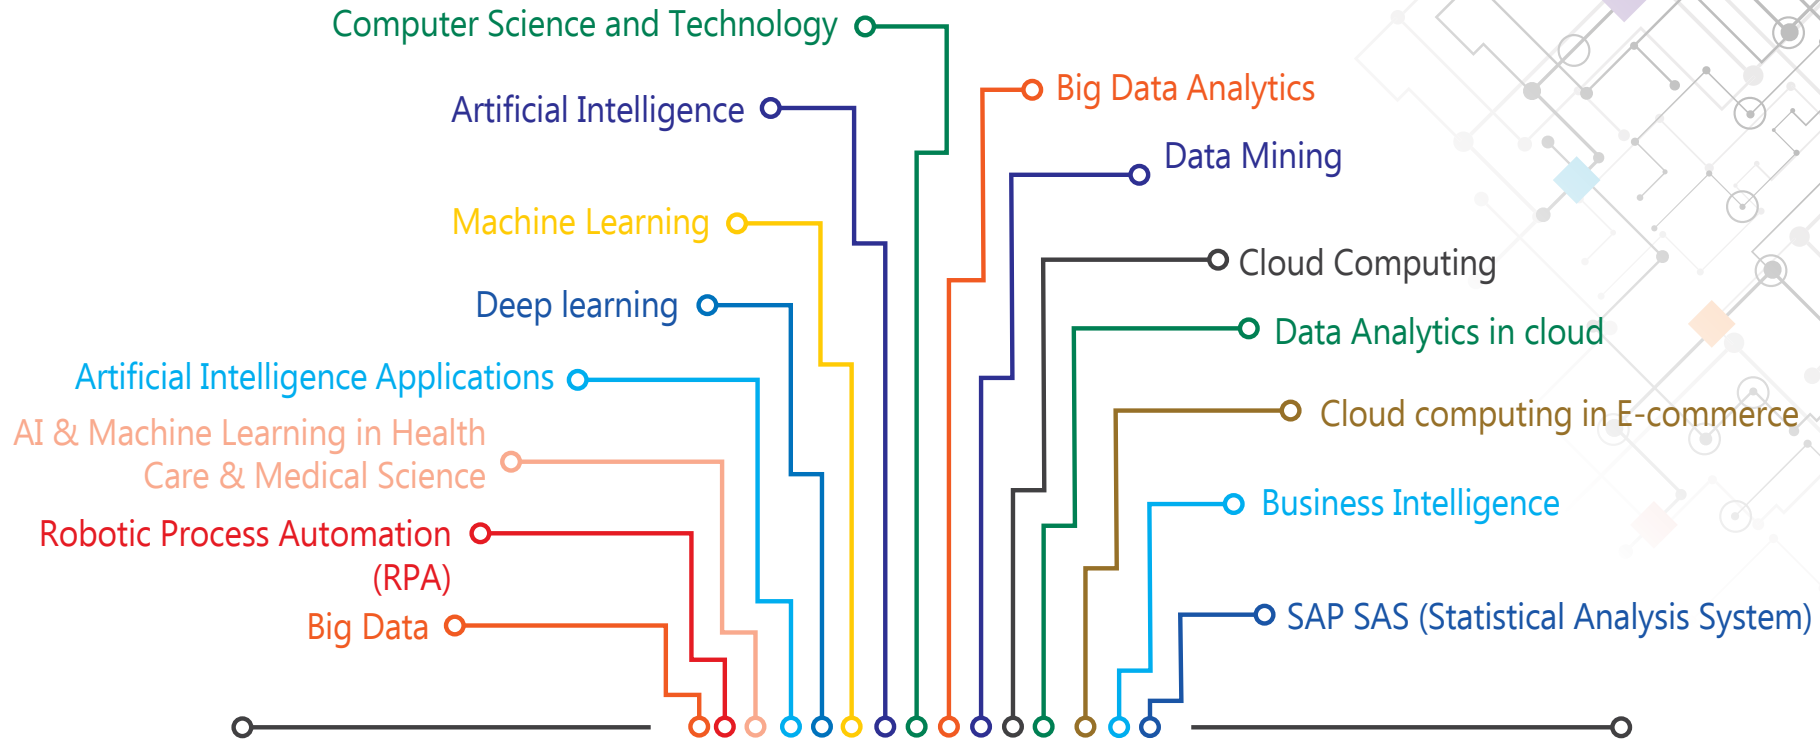 Computer Science and Technology
Artificial Intelligence
Machine Learning
Deep learning
Artificial Intelligence Applications
AI & Machine Learning in Health
Care & Medical Science
Robotic Process Automation
(RPA)
Big Data
Big Data Analytics
Data Mining
Cloud Computing
Data Analytics in cloud
Cloud computing in E-commerce
Business Intelligence
SAP SAS (Statistical Analysis System)